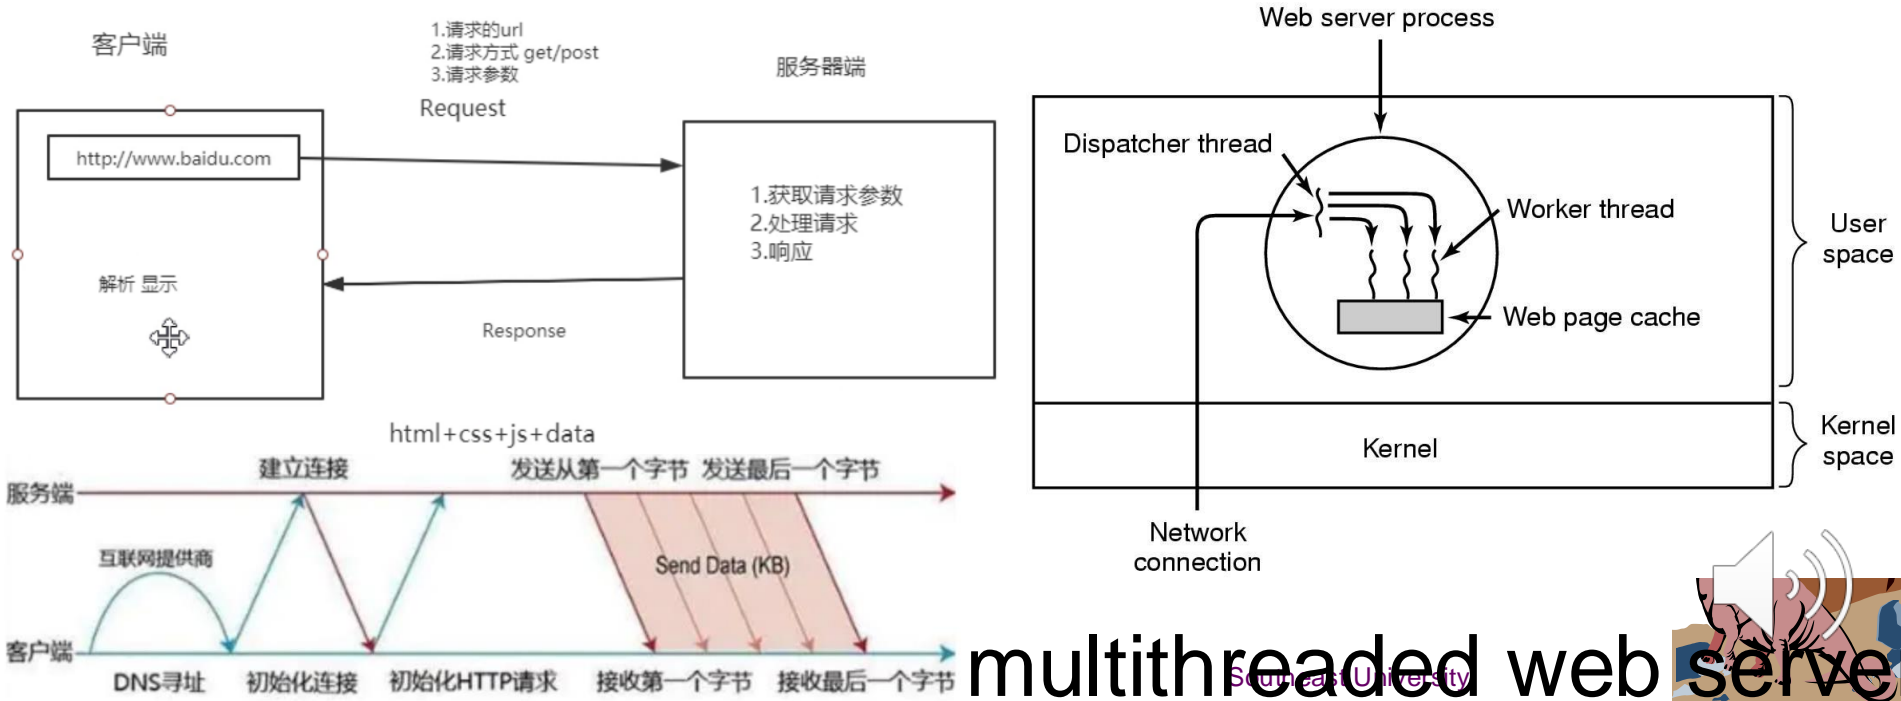 客户端
1.请求的url
2.请求方式 get/post
3.请求参数
Request
服务器端
http://www.baidu.com
1.获取请求参数
2.处理请求
3.响应
解析 显示
Response
html+css+js+data
建立连接
发送从第一个字节
发送最后一个字节
服务端
互联网提供商
Send Data (KB)
客户端
DNS寻址
初始化连接
初始化HTTP请求
接收第一个字节
接收最后一个字节
Web server process
Dispatcher thread
Worker thread
Web page cache
User
space
Kernel
Kernel
space
Network
connection
multithreaded web serve
Southeast University